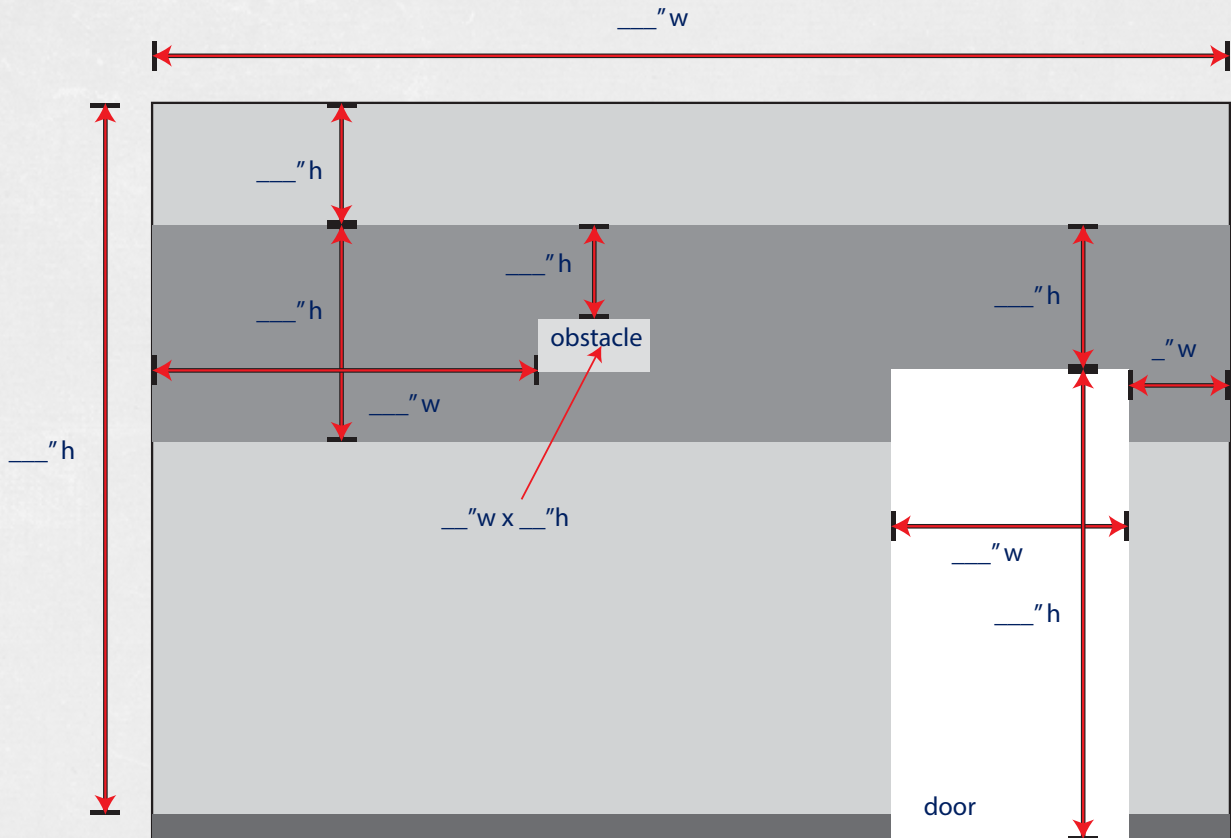 ___″ w
___″ h
___″ h
___″ h
___″ h
obstacle
_″ w
___″ w
___″ h
__″w x __″h
___″ w
___″ h
door